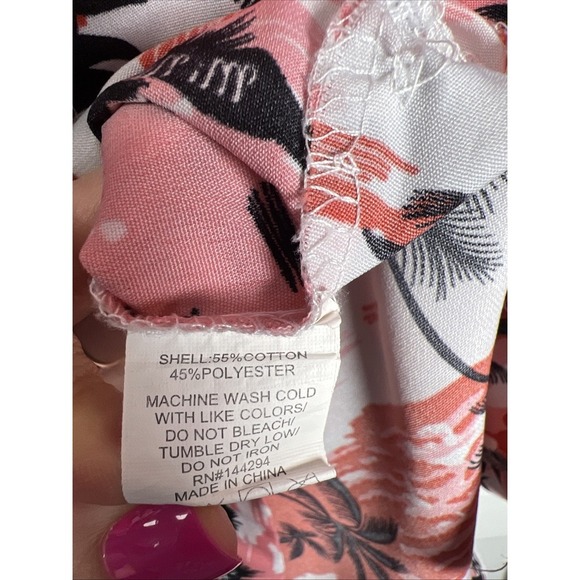 SHELL:55%COTTON
45%POLYESTER
MACHINE WASH COLD
WITH LIKE COLORS/
DO NOT BLEACH/
TUMBLE DRY LOW/
DO NOT IRON
RN#144294
MADE IN CHINA